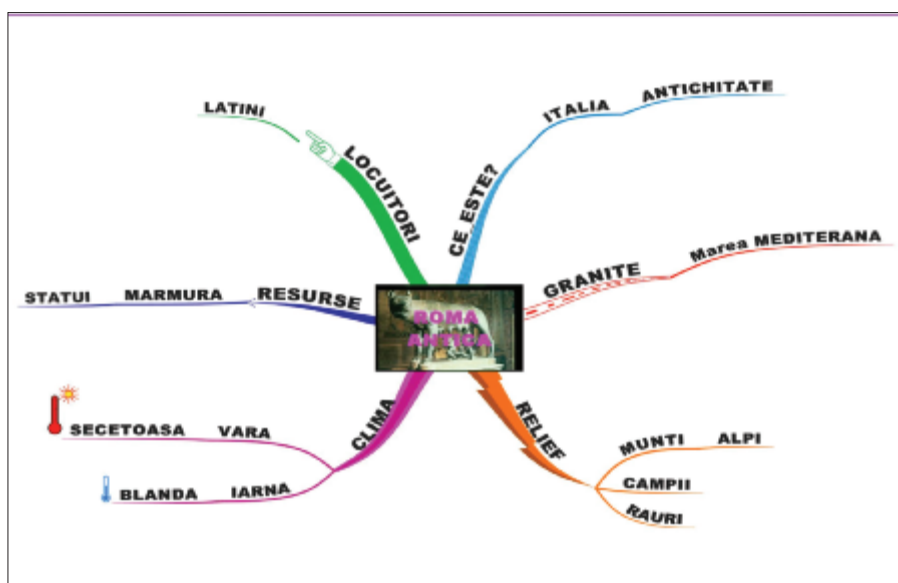 ROMA
ANTICA
CE ESTE?
ITALIA
ANTICHITATE
GRANITE
Marea MEDITERANA
RELIEF
MUNTI
ALPI
CAMPII
RAURI
CLIMA
VARA
SECETOASA
IARNA
BLANDA
RESURSE
MARMURA
STATUI
LOCUITORI
LATINI